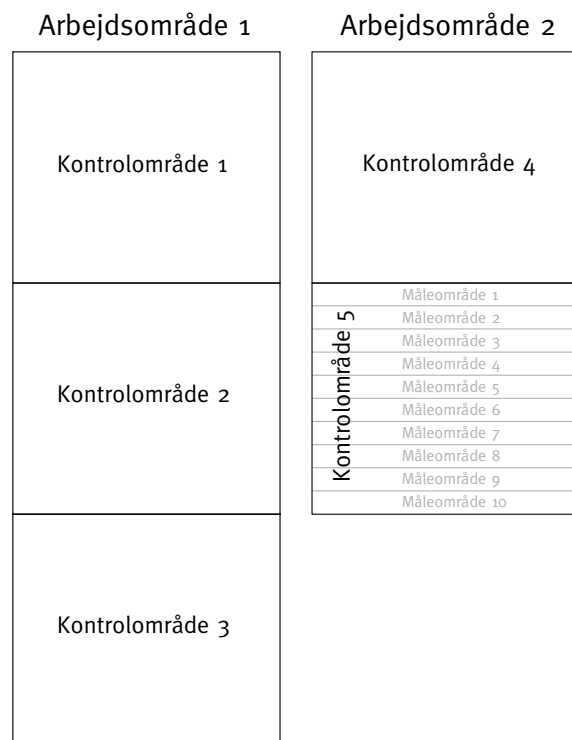 Arbejdsområde 1
Kontrolområde 1
Kontrolområde 2
Kontrolområde 3
Arbejdsområde 2
Kontrolområde 4
Kontrolområde 5
Måleområde 1
Måleområde 2
Måleområde 3
Måleområde 4
Måleområde 5
Måleområde 6
Måleområde 7
Måleområde 8
Måleområde 9
Måleområde 10